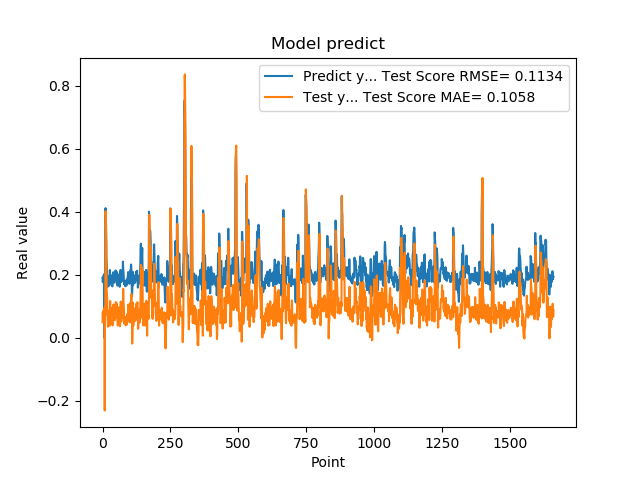 Model predict
Predict y... Test Score RMSE= 0.1134
Test y... Test Score MAE= 0.1058
Real value
0.8
0.6
0.4
0.2
0.0
−0.2
0 250 500 750 1000 1250 1500
Point